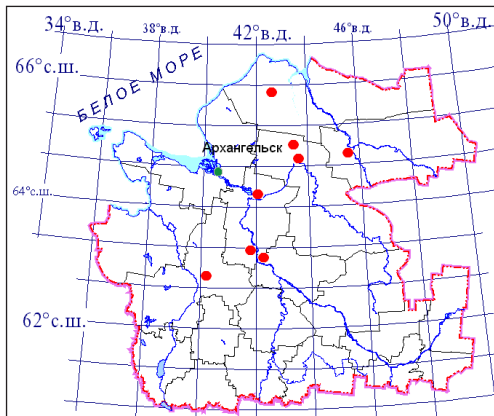 34°в.д.
38°в.д.
42°в.д.
46°в.д.
50°в.д.
66°с.ш.
БЕЛОЕ МОРЕ
Архангельск
64°с.ш.
62°с.ш.